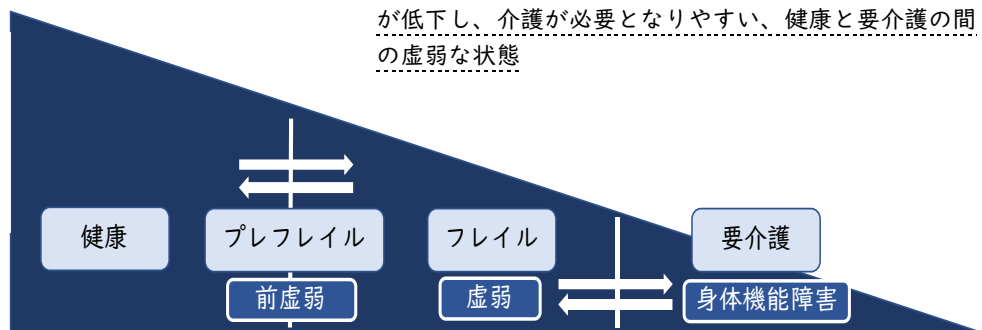 が低下し、介護が必要となりやすい、健康と要介護の間
の虚弱な状態
健康
プレフレイル
フレイル
要介護
前虚弱
虚弱
身体機能障害